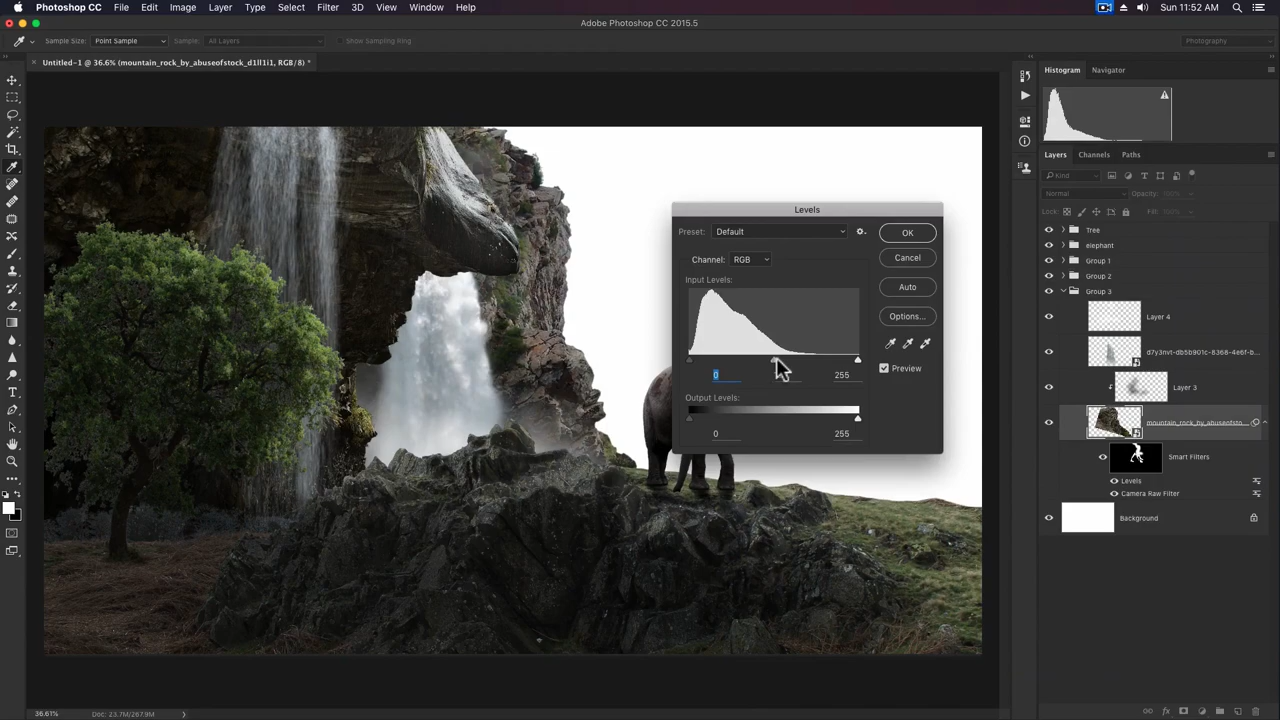 Photoshop CC File Edit Image Layer Type Select Filter 3D View Window Help Sun 11:52 AM
Adobe Photoshop CC 2015.5
Sample Size: Point Sample Sample: All Layers Show Sampling Ring Photography
Untitled-1 @ 36.6% (mountain_rock_by_abuseofstock_d1ll1i1, RGB/8) *
Histogram Navigator
Layers Channels Paths
Kind
Normal Opacity:
Lock: Fill:
Tree
elephant
Group 1
Group 2
Group 3
Layer 4
d7y3nvt-db5b901c-8368-4e6f-b...
Layer 3
mountain_rock_by_abuseofsto...
Smart Filters
Levels
Camera Raw Filter
Background
Levels
Preset: Default
OK
Channel: RGB
Cancel
Input Levels:
Auto
Options...
Preview
0 255
Output Levels:
0 255
36.61% Doc: 23.7M/267.9M